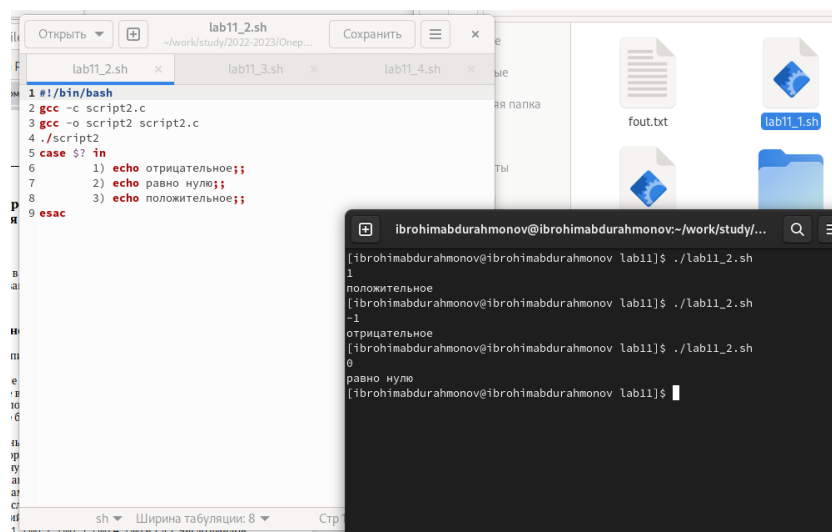 Открыть
lab11_2.sh
~/work/study/2022-2023/Опер...
Сохранить
lab11_2.sh
lab11_3.sh
lab11_4.sh
1 #!/bin/bash
2 gcc -c script2.c
3 gcc -o script2 script2.c
4 ./script2
5 case $? in
6 1) echo отрицательное;;
7 2) echo равно нулю;;
8 3) echo положительное;;
9 esac
sh Ширина табуляции: 8 Стр 1
папка
fout.txt
lab11_1.sh
ibrohimabdurahmonov@ibrohimabdurahmonov:~/work/study/...
[ibrohimabdurahmonov@ibrohimabdurahmonov lab11]$ ./lab11_2.sh
1
положительное
[ibrohimabdurahmonov@ibrohimabdurahmonov lab11]$ ./lab11_2.sh
-1
отрицательное
[ibrohimabdurahmonov@ibrohimabdurahmonov lab11]$ ./lab11_2.sh
0
равно нулю
[ibrohimabdurahmonov@ibrohimabdurahmonov lab11]$